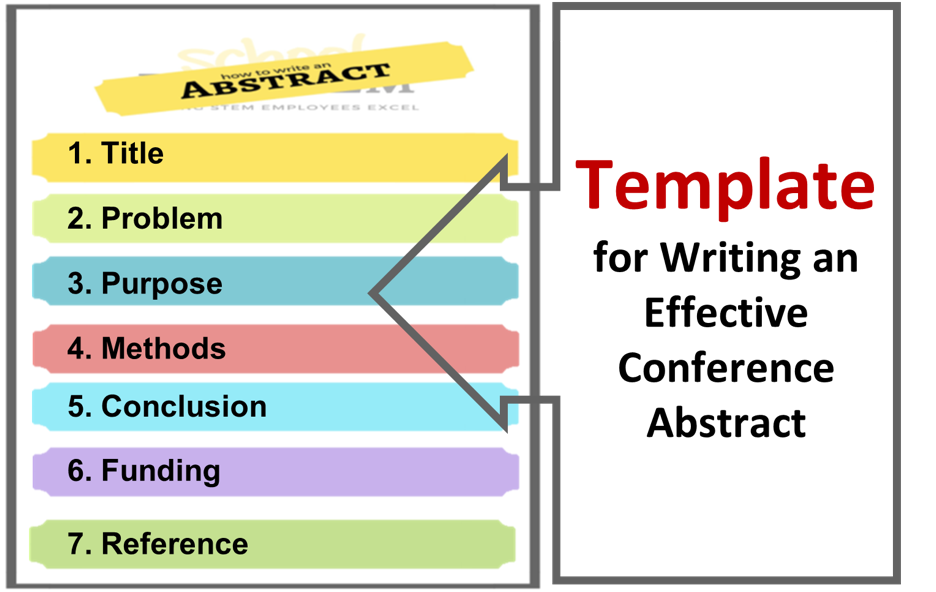 school
how to write an
ABSTRACT
STEM EMPLOYEES EXCEL
1. Title
2. Problem
3. Purpose
4. Methods
5. Conclusion
6. Funding
7. Reference
Template
for Writing an
Effective
Conference
Abstract